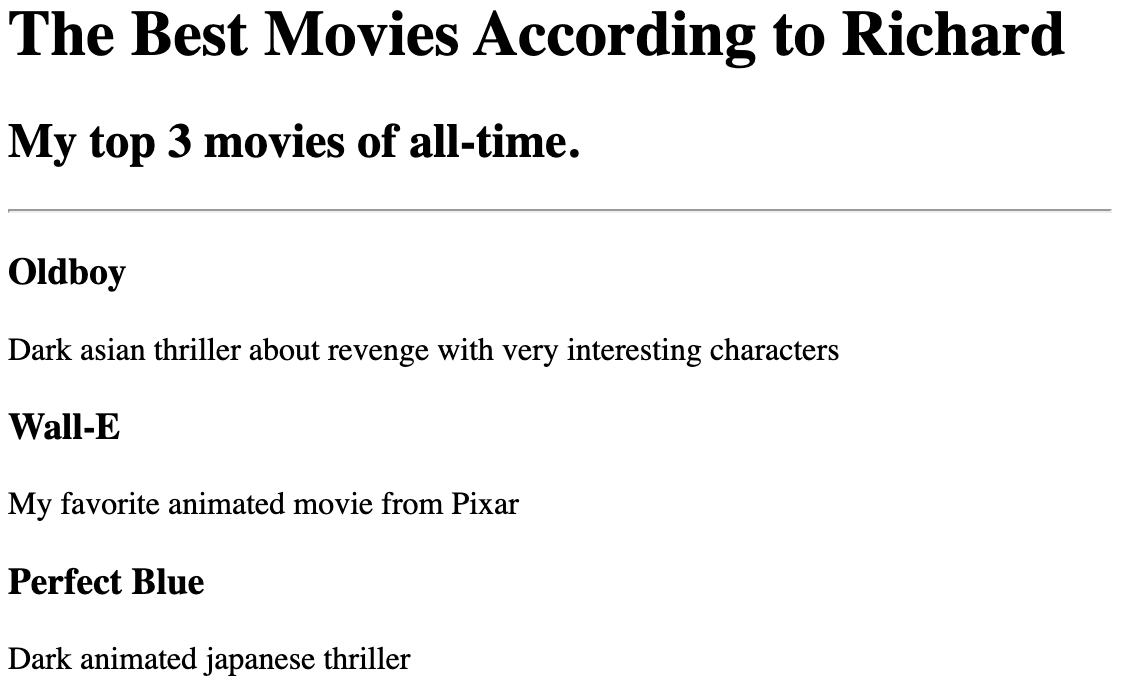 The Best Movies According to Richard
My top 3 movies of all-time.
Oldboy
Dark asian thriller about revenge with very interesting characters
Wall-E
My favorite animated movie from Pixar
Perfect Blue
Dark animated japanese thriller